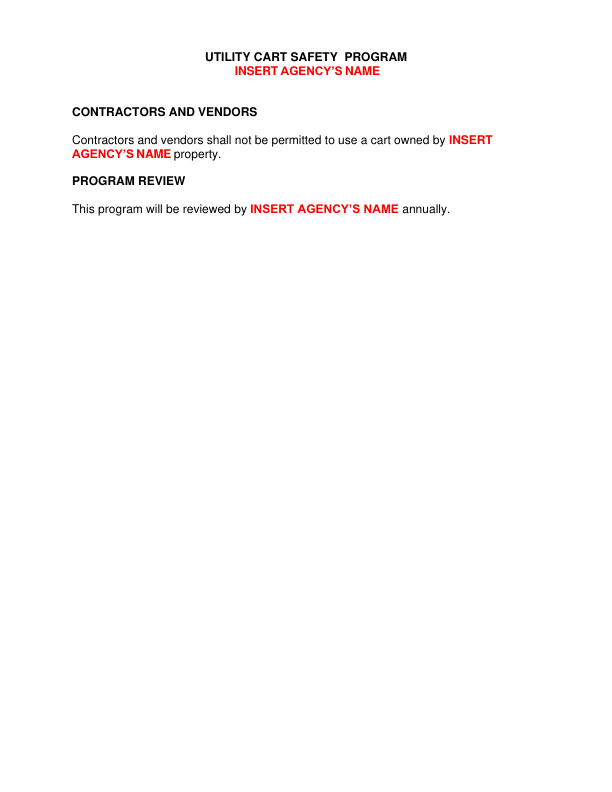 UTILITY CART SAFETY  PROGRAM
INSERT AGENCY’S NAME
CONTRACTORS AND VENDORS
Contractors and vendors shall not be permitted to use a cart owned by INSERT
AGENCY’S NAME property.
PROGRAM REVIEW
This program will be reviewed by INSERT AGENCY’S NAME annually.